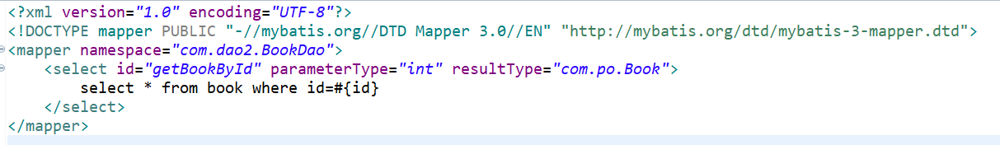 <?xml version="1.0" encoding="UTF-8"?>
<!DOCTYPE mapper PUBLIC "-//mybatis.org//DTD Mapper 3.0//EN" "http://mybatis.org/dtd/mybatis-3-mapper.dtd">
<mapper namespace="com.dao2.BookDao">
    <select id="getBookById" parameterType="int" resultType="com.po.Book">
        select * from book where id=#{id}
    </select>
</mapper>